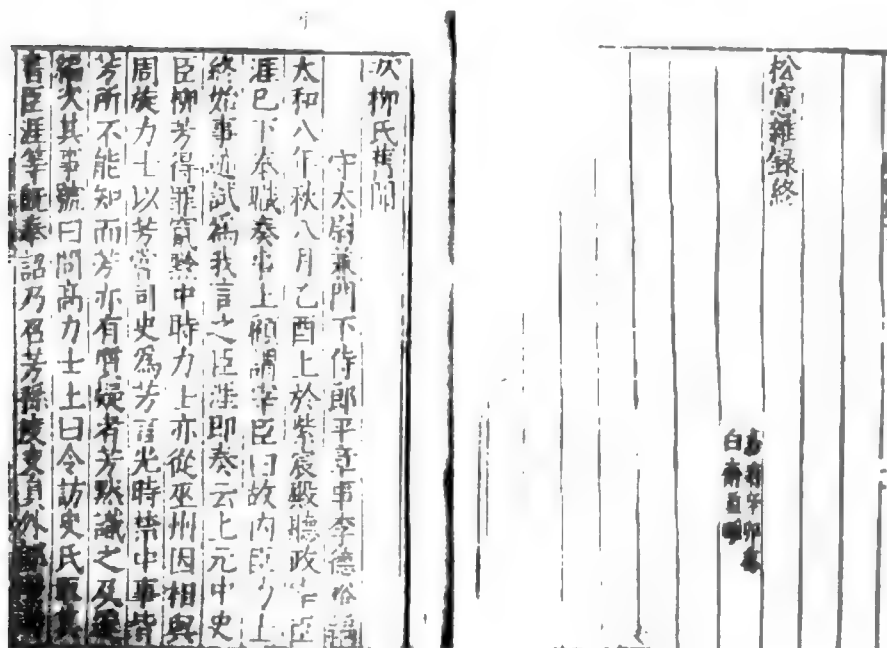 松窻雜録終
次柳氏舊聞
守太尉兼門下侍郎平章事李德裕編
太和八年秋八月乙酉上於紫宸殿聽政宰臣
涯已下奉職奏事上顧謂宰臣曰故内臣力士
終始事迹試為我言之臣涯即奏云上元中史
臣柳芳得罪竄黔中時力士亦從巫州因相與
周旋力士以芳嘗司史為芳言先時禁中事皆
芳所不能知而芳亦有質疑者芳默識之及還
編次其事號曰問高力士上曰令訪史氏取其
書臣涯等既奉詔乃召芳孫度支員外郎